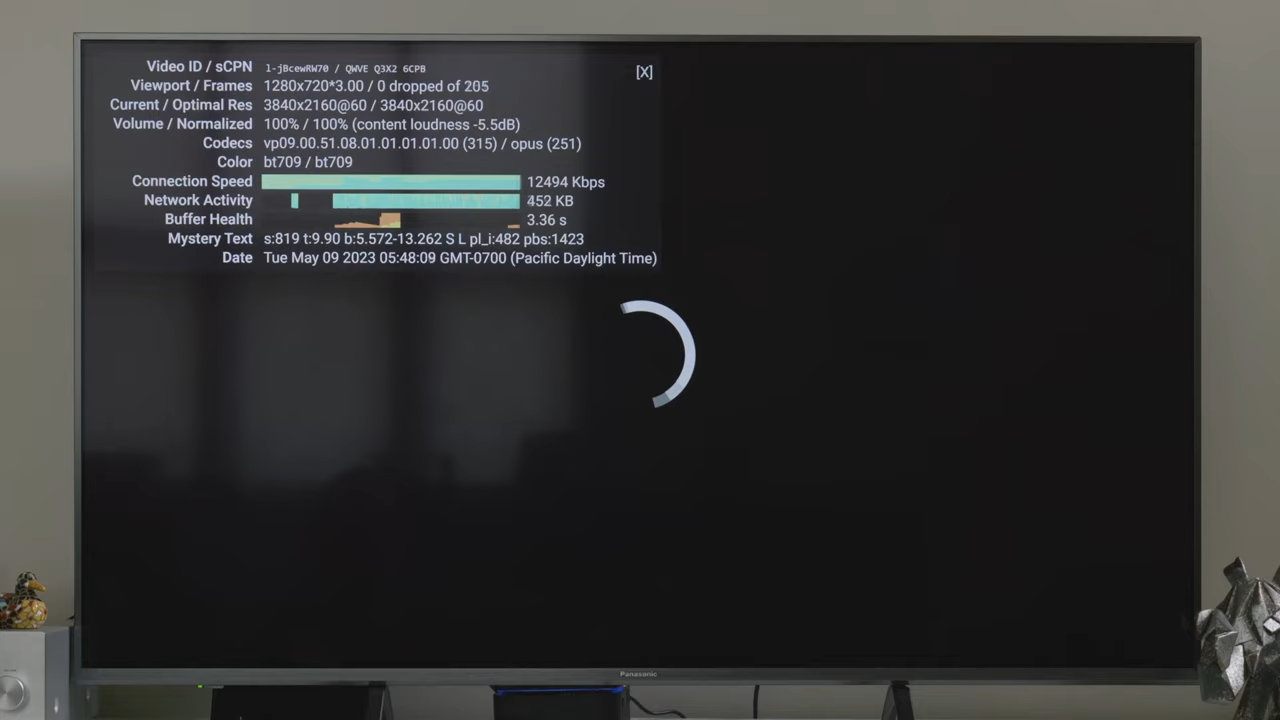 Video ID / sCPN 1-jBcewRW70 / QWVE Q3X2 6CPB
[X]
Viewport / Frames 1280x720*3.00 / 0 dropped of 205
Current / Optimal Res 3840x2160@60 / 3840x2160@60
Volume / Normalized 100% / 100% (content loudness -5.5dB)
Codecs vp09.00.51.08.01.01.01.01.00 (315) / opus (251)
Color bt709 / bt709
Connection Speed 12494 Kbps
Network Activity 452 KB
Buffer Health 3.36 s
Mystery Text s:819 t:9.90 b:5.572-13.262 S L pl_i:482 pbs:1423
Date Tue May 09 2023 05:48:09 GMT-0700 (Pacific Daylight Time)
Panasonic